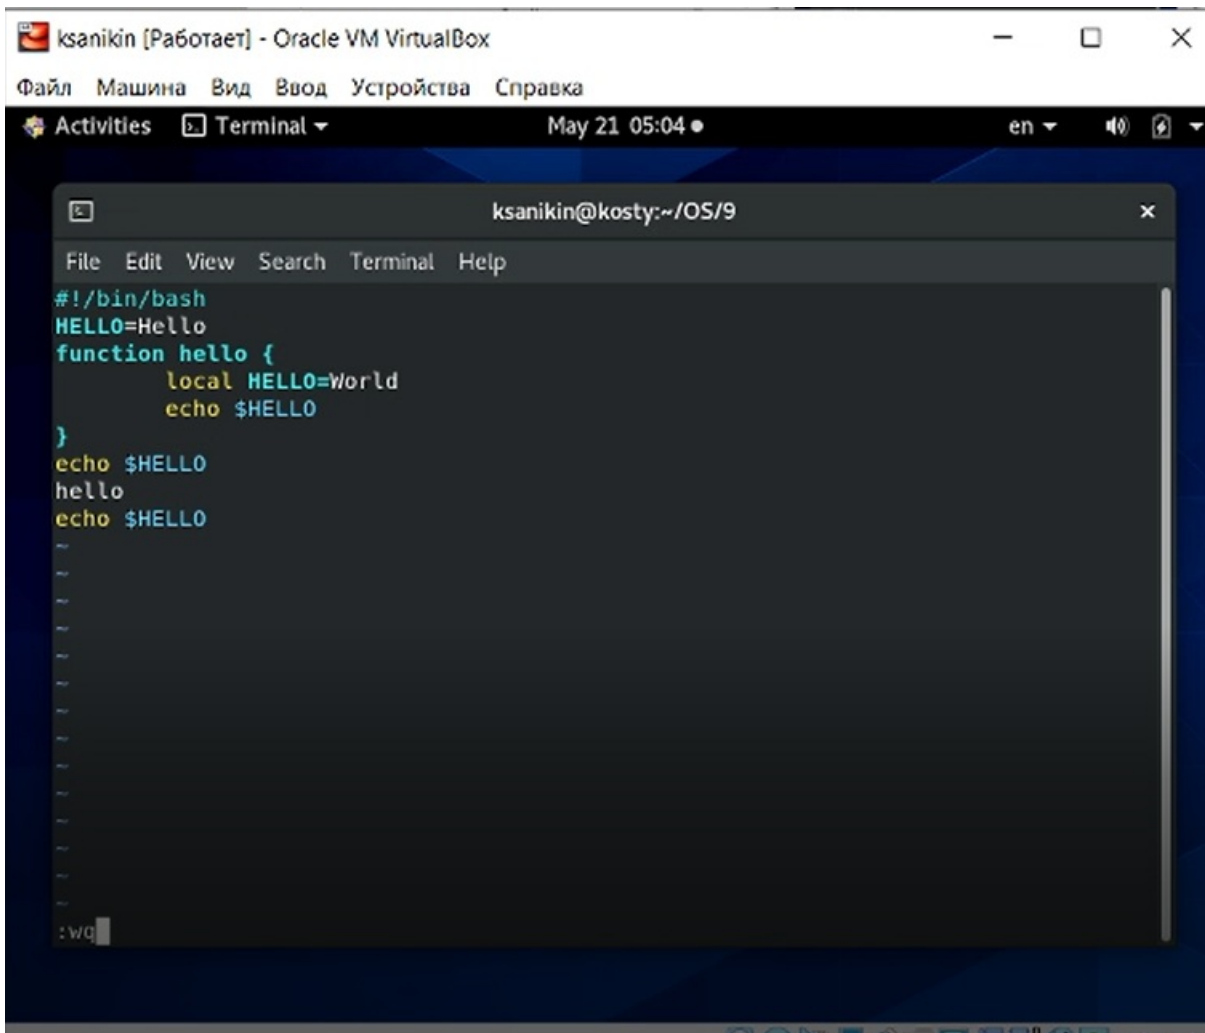 ksanikin [Работает] - Oracle VM VirtualBox
Файл Машина Вид Ввод Устройства Справка
Activities Terminal May 21 05:04 en
ksanikin@kosty:~/OS/9
File Edit View Search Terminal Help
#!/bin/bash
HELLO=Hello
function hello {
        local HELLO=World
        echo $HELLO
}
echo $HELLO
hello
echo $HELLO
~
~
~
~
~
~
~
~
~
~
~
~
~
~
:wq